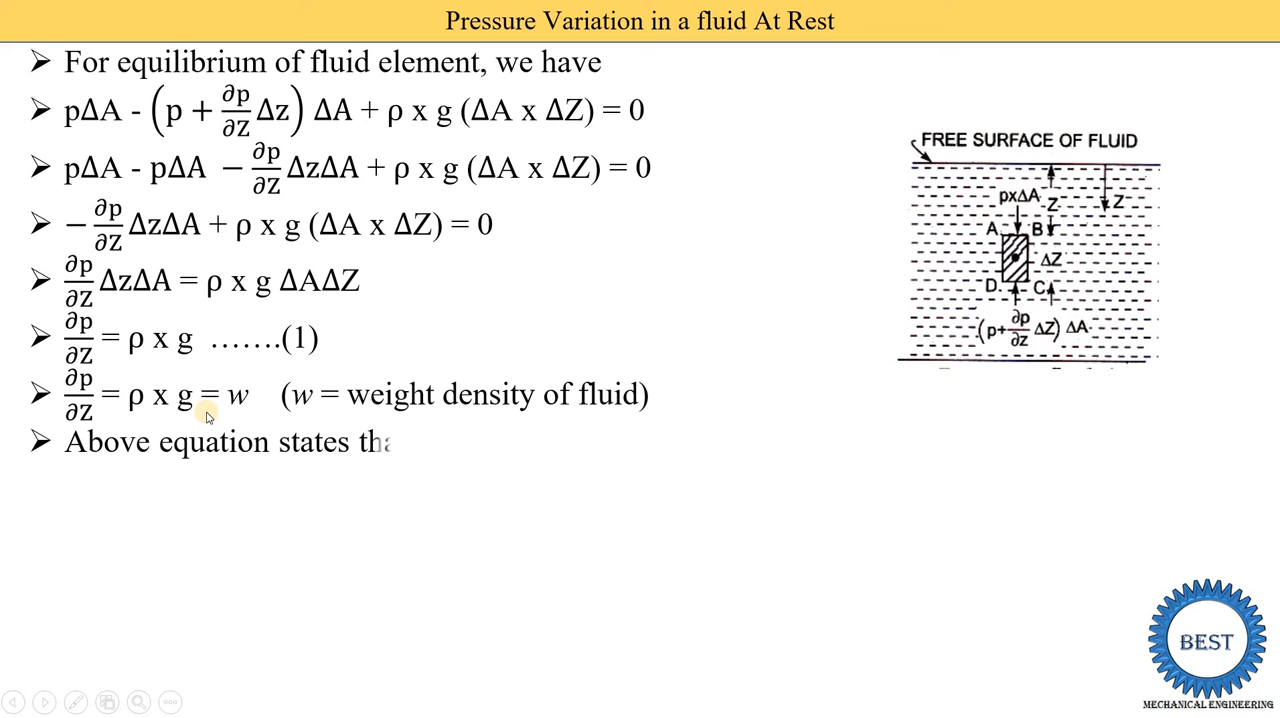 Pressure Variation in a fluid At Rest
➢ For equilibrium of fluid element, we have
➢ pΔA - (p + ∂p/∂Z Δz) ΔA + ρ x g (ΔA x ΔZ) = 0
➢ pΔA - pΔA − ∂p/∂Z ΔzΔA + ρ x g (ΔA x ΔZ) = 0
➢ − ∂p/∂Z ΔzΔA + ρ x g (ΔA x ΔZ) = 0
➢ ∂p/∂Z ΔzΔA = ρ x g ΔAΔZ
➢ ∂p/∂Z = ρ x g …….(1)
➢ ∂p/∂Z = ρ x g = w (w = weight density of fluid)
➢ Above equation states tha
FREE SURFACE OF FLUID
pxΔA Z Z
A B
ΔZ
D C
(p+ ∂p/∂z ΔZ) ΔA
BEST
MECHANICAL ENGINEERING